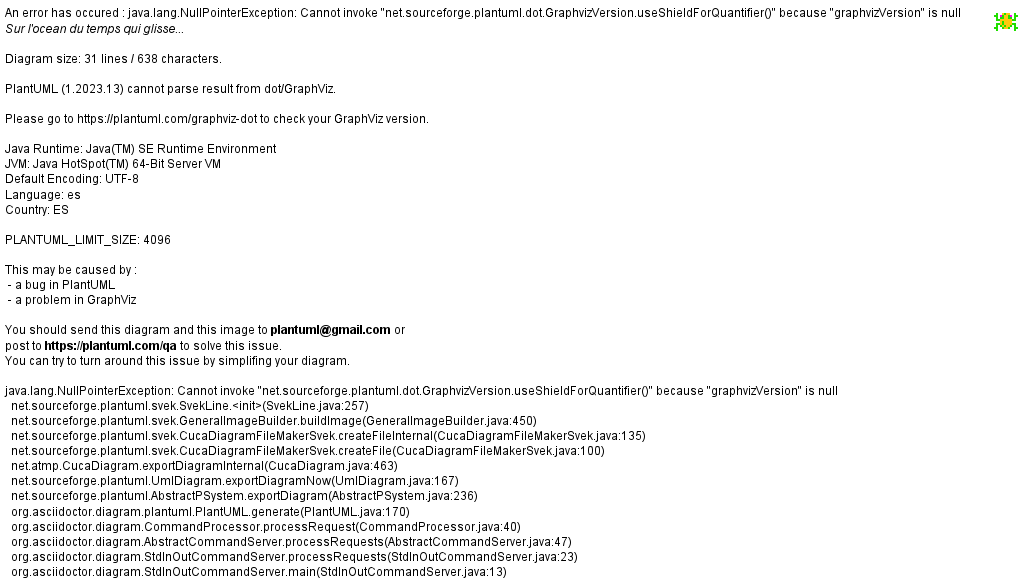 An error has occured : java.lang.NullPointerException: Cannot invoke "net.sourceforge.plantuml.dot.GraphvizVersion.useShieldForQuantifier()" because "graphvizVersion" is null
Sur l'ocean du temps qui glisse...
Diagram size: 31 lines / 638 characters.
PlantUML (1.2023.13) cannot parse result from dot/GraphViz.
Please go to https://plantuml.com/graphviz-dot to check your GraphViz version.
Java Runtime: Java(TM) SE Runtime Environment
JVM: Java HotSpot(TM) 64-Bit Server VM
Default Encoding: UTF-8
Language: es
Country: ES
PLANTUML_LIMIT_SIZE: 4096
This may be caused by :
- a bug in PlantUML
- a problem in GraphViz
You should send this diagram and this image to plantuml@gmail.com or
post to https://plantuml.com/qa to solve this issue.
You can try to turn around this issue by simplifing your diagram.
java.lang.NullPointerException: Cannot invoke "net.sourceforge.plantuml.dot.GraphvizVersion.useShieldForQuantifier()" because "graphvizVersion" is null
net.sourceforge.plantuml.svek.SvekLine.<init>(SvekLine.java:257)
net.sourceforge.plantuml.svek.GeneralImageBuilder.buildImage(GeneralImageBuilder.java:450)
net.sourceforge.plantuml.svek.CucaDiagramFileMakerSvek.createFileInternal(CucaDiagramFileMakerSvek.java:135)
net.sourceforge.plantuml.svek.CucaDiagramFileMakerSvek.createFile(CucaDiagramFileMakerSvek.java:100)
net.atmp.CucaDiagram.exportDiagramInternal(CucaDiagram.java:463)
net.sourceforge.plantuml.UmlDiagram.exportDiagramNow(UmlDiagram.java:167)
net.sourceforge.plantuml.AbstractPSystem.exportDiagram(AbstractPSystem.java:236)
org.asciidoctor.diagram.plantuml.PlantUML.generate(PlantUML.java:170)
org.asciidoctor.diagram.CommandProcessor.processRequest(CommandProcessor.java:40)
org.asciidoctor.diagram.AbstractCommandServer.processRequests(AbstractCommandServer.java:47)
org.asciidoctor.diagram.StdInOutCommandServer.processRequests(StdInOutCommandServer.java:23)
org.asciidoctor.diagram.StdInOutCommandServer.main(StdInOutCommandServer.java:13)